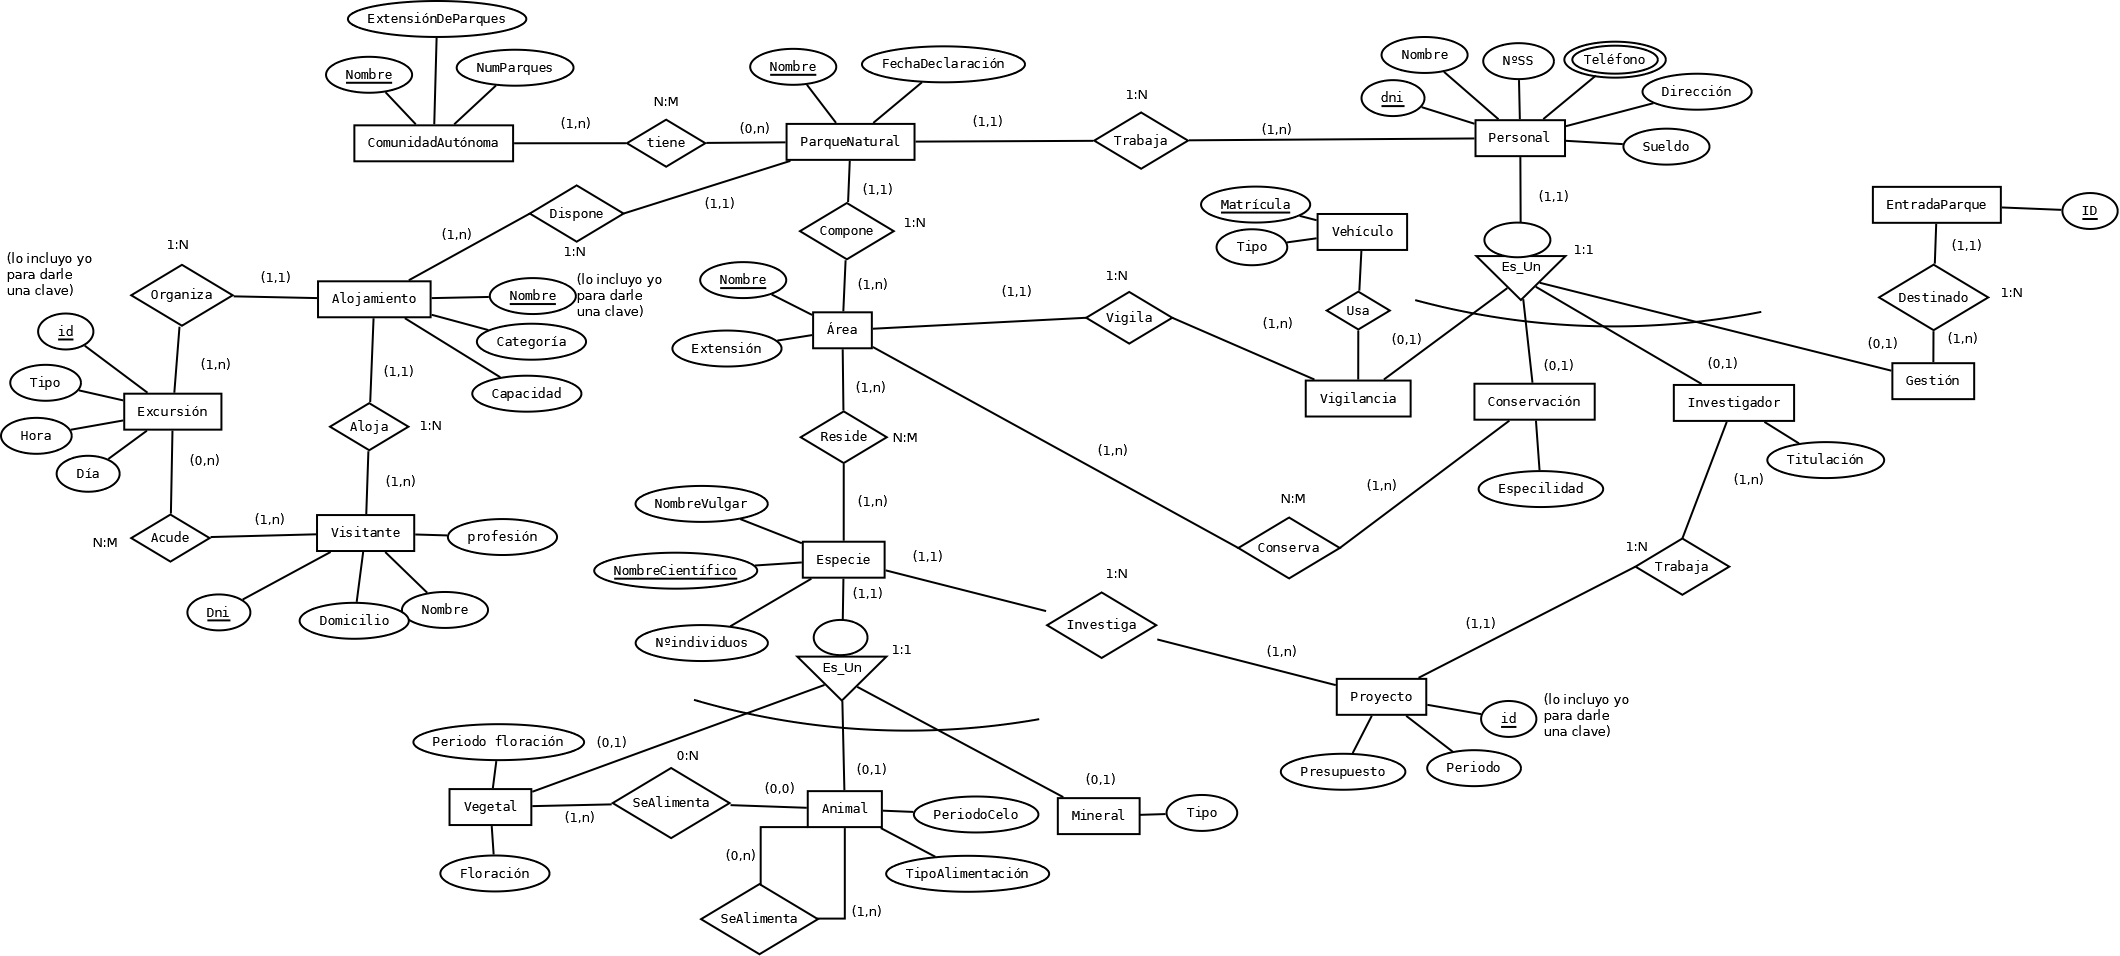 ExtensiónDeParques
Nombre
NumParques
ComunidadAutónoma
(1,n)
N:M
tiene
(0,n)
Nombre
FechaDeclaración
ParqueNatural
(1,1)
1:N
Trabaja
(1,n)
Nombre
NºSS
Teléfono
dni
Dirección
Personal
Sueldo
(1,1)
Es_Un
1:1
EntradaParque
ID
(1,1)
Destinado
1:N
(1,n)
Gestión
(0,1)
Matrícula
Tipo
Vehículo
Usa
(0,1)
Vigilancia
(0,1)
Conservación
Especilidad
(0,1)
Investigador
Titulación
(1,n)
1:N
Trabaja
(1,1)
Dispone
(1,1)
(1,n)
1:N
(1,1)
Compone
1:N
(1,n)
Nombre
Extensión
Área
(1,1)
1:N
Vigila
(1,n)
(1,n)
N:M
Conserva
(1,n)
(lo incluyo yo
para darle
una clave)
1:N
Organiza
(1,1)
Alojamiento
Nombre
(lo incluyo yo
para darle
una clave)
Categoría
Capacidad
id
Tipo
Hora
Día
(1,n)
Excursión
(0,n)
N:M
Acude
(1,n)
(1,1)
Aloja
1:N
(1,n)
Visitante
profesión
Dni
Domicilio
Nombre
(1,n)
Reside
N:M
(1,n)
NombreVulgar
NombreCientífico
Nºindividuos
Especie
(1,1)
(1,1)
1:N
Investiga
(1,n)
Proyecto
id
(lo incluyo yo
para darle
una clave)
Presupuesto
Periodo
Es_Un
1:1
Periodo floración
(0,1)
Vegetal
Floración
(1,n)
0:N
SeAlimenta
(0,0)
(0,1)
Animal
PeriodoCelo
TipoAlimentación
(0,n)
SeAlimenta
(1,n)
(0,1)
Mineral
Tipo